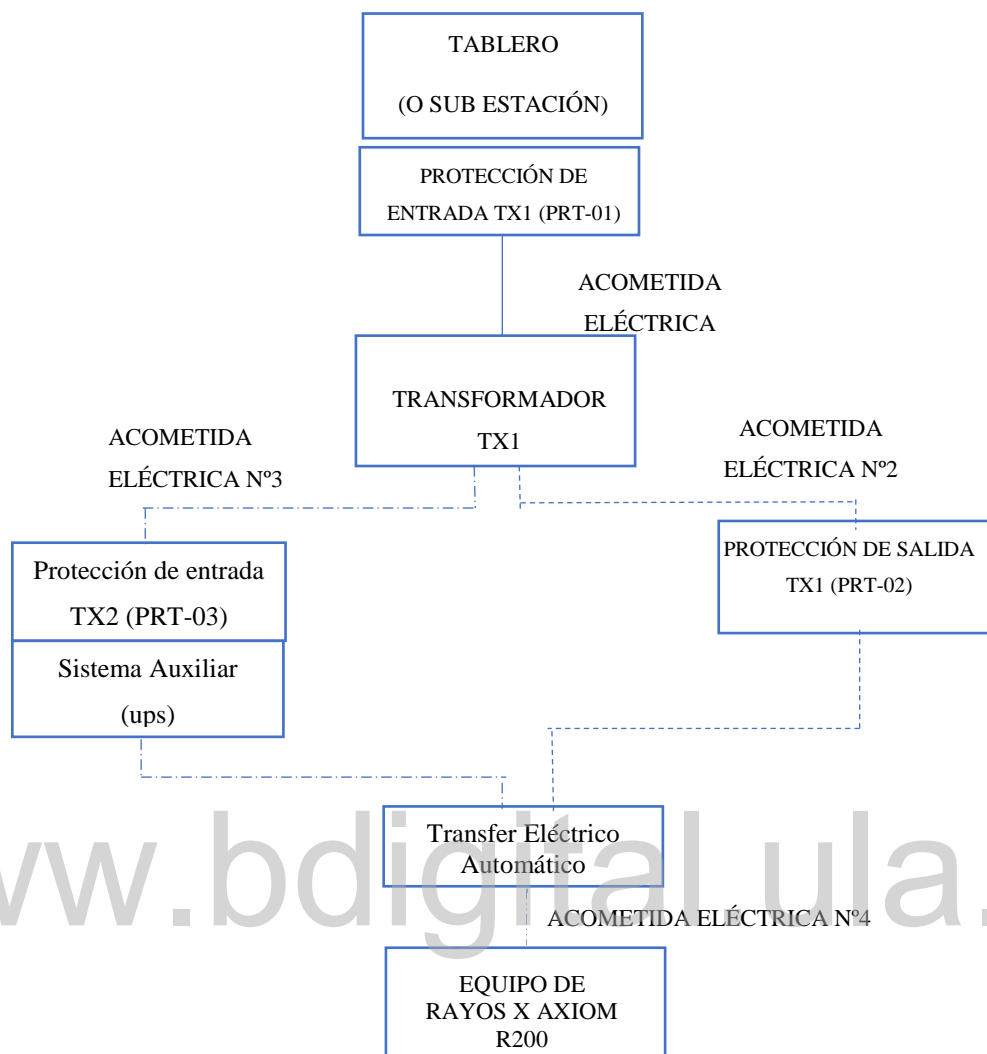 TABLERO
(O SUB ESTACIÓN)
PROTECCIÓN DE
ENTRADA TX1 (PRT-01)
ACOMETIDA
ELÉCTRICA
TRANSFORMADOR
TX1
ACOMETIDA
ELÉCTRICA Nº3
ACOMETIDA
ELÉCTRICA Nº2
Protección de entrada
TX2 (PRT-03)
PROTECCIÓN DE SALIDA
TX1 (PRT-02)
Sistema Auxiliar
(ups)
Transfer Eléctrico
Automático
ww.bdigital.ula.
ACOMETIDA ELÉCTRICA Nº4
EQUIPO DE
RAYOS X AXIOM
R200